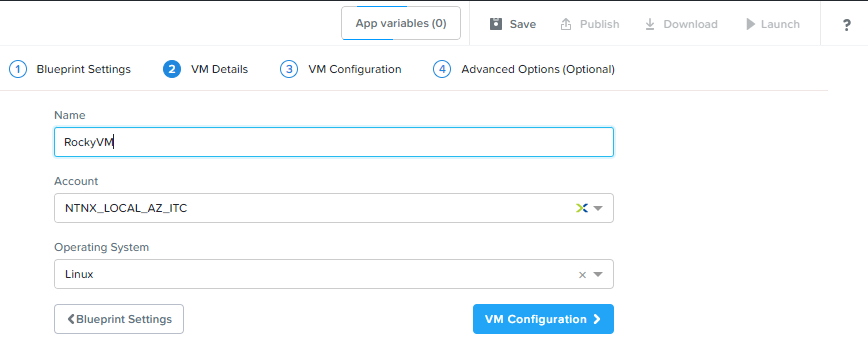 App variables (0) Save Publish Download Launch ?
1 Blueprint Settings 2 VM Details 3 VM Configuration 4 Advanced Options (Optional)
Name
RockyVM
Account
NTNX_LOCAL_AZ_ITC
Operating System
Linux
Blueprint Settings VM Configuration